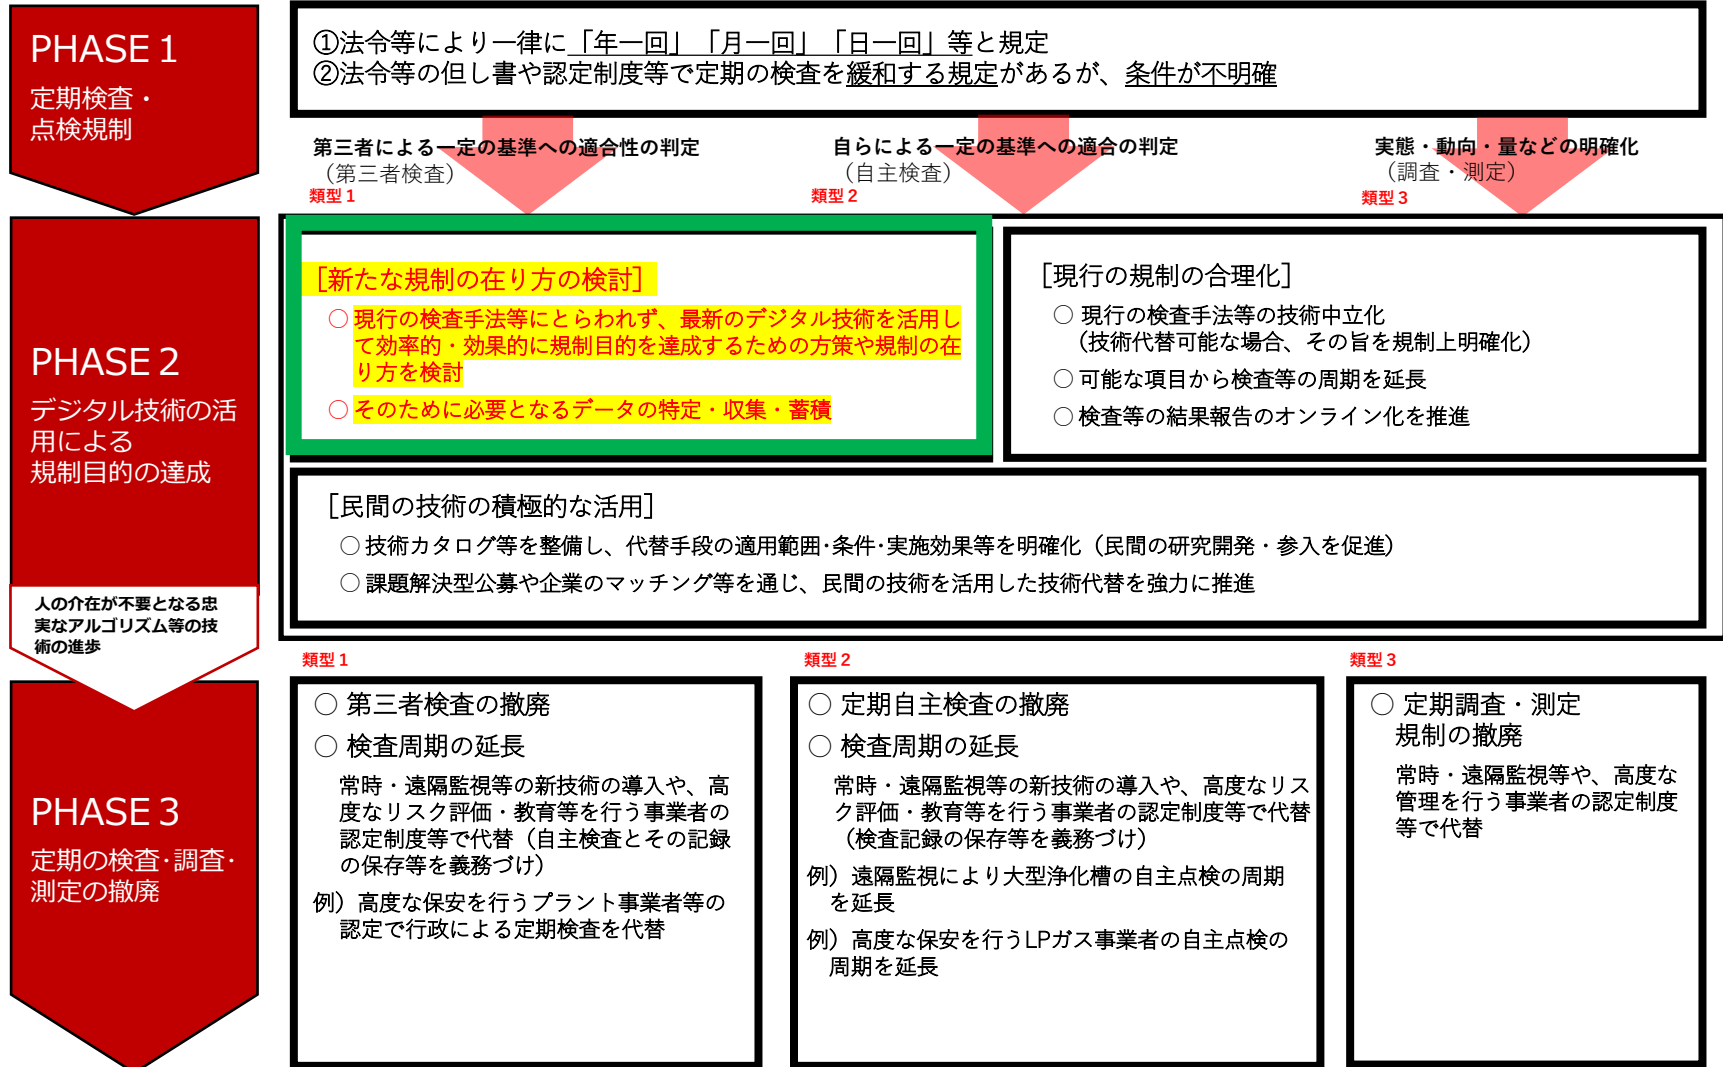 PHASE 1
定期検査・
点検規制
①法令等により一律に「年一回」「月一回」「日一回」等と規定
②法令等の但し書や認定制度等で定期の検査を緩和する規定があるが、条件が不明確
第三者による一定の基準への適合性の判定
（第三者検査）
類型１
自らによる一定の基準への適合の判定
（自主検査）
類型２
実態・動向・量などの明確化
（調査・測定）
類型３
PHASE 2
デジタル技術の活
用による
規制目的の達成
［新たな規制の在り方の検討］
○ 現行の検査手法等にとらわれず、最新のデジタル技術を活用し
て効率的・効果的に規制目的を達成するための方策や規制の在
り方を検討
○ そのために必要となるデータの特定・収集・蓄積
［現行の規制の合理化］
○ 現行の検査手法等の技術中立化
（技術代替可能な場合、その旨を規制上明確化）
○ 可能な項目から検査等の周期を延長
○ 検査等の結果報告のオンライン化を推進
［民間の技術の積極的な活用］
○ 技術カタログ等を整備し、代替手段の適用範囲･条件･実施効果等を明確化（民間の研究開発・参入を促進）
○ 課題解決型公募や企業のマッチング等を通じ、民間の技術を活用した技術代替を強力に推進
人の介在が不要となる忠
実なアルゴリズム等の技
術の進歩
PHASE 3
定期の検査･調査･
測定の撤廃
類型１
○ 第三者検査の撤廃
○ 検査周期の延長
常時・遠隔監視等の新技術の導入や、高
度なリスク評価・教育等を行う事業者の
認定制度等で代替（自主検査とその記録
の保存等を義務づけ）
例）高度な保安を行うプラント事業者等の
認定で行政による定期検査を代替
類型２
○ 定期自主検査の撤廃
○ 検査周期の延長
常時・遠隔監視等の新技術の導入や、高度なリス
ク評価・教育等を行う事業者の認定制度等で代替
（検査記録の保存等を義務づけ）
例）遠隔監視により大型浄化槽の自主点検の周期
を延長
例）高度な保安を行うLPガス事業者の自主点検の
周期を延長
類型３
○ 定期調査・測定
規制の撤廃
常時・遠隔監視等や、高度な
管理を行う事業者の認定制度
等で代替